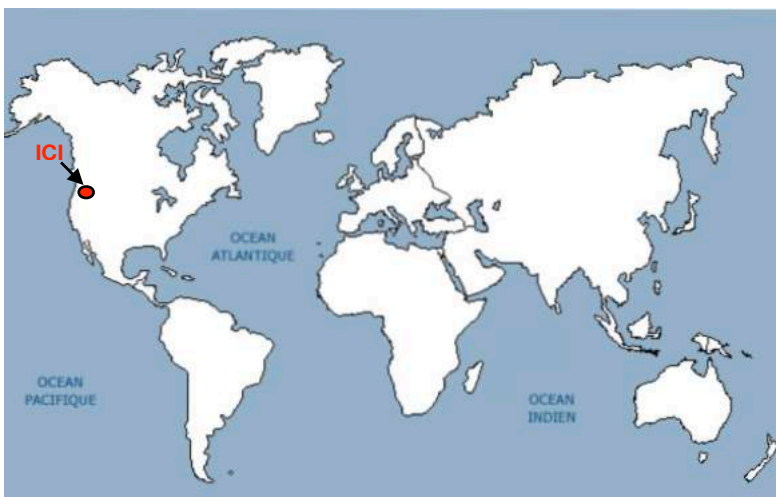 ICI
OCEAN
ATLANTIQUE
OCEAN
PACIFIQUE
OCEAN
INDIEN